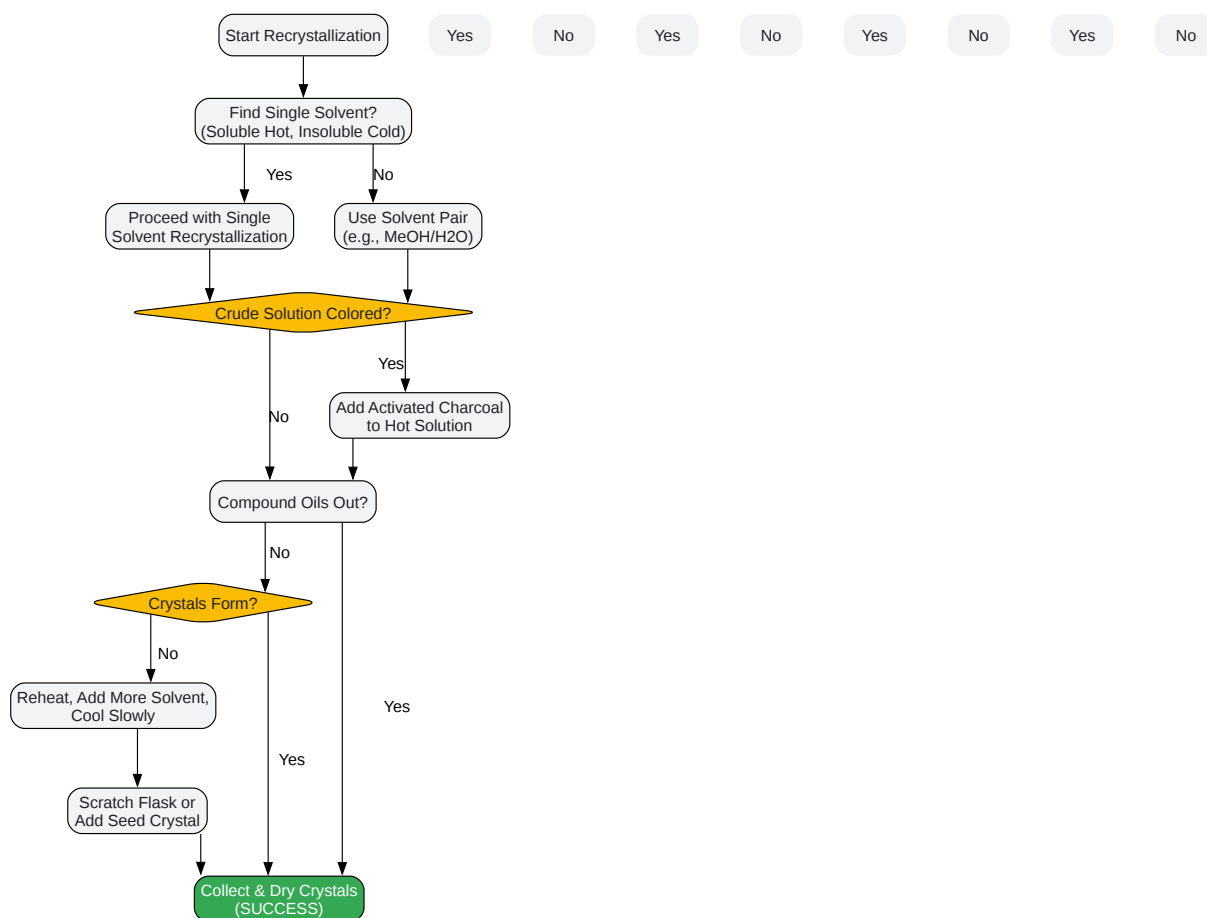 Start Recrystallization
Yes
No
Yes
No
Yes
No
Yes
No
Find Single Solvent?
(Soluble Hot, Insoluble Cold)
Yes
No
Proceed with Single
Solvent Recrystallization
Use Solvent Pair
(e.g., MeOH/H2O)
Crude Solution Colored?
Yes
No
Add Activated Charcoal
to Hot Solution
Compound Oils Out?
No
Crystals Form?
No
Reheat, Add More Solvent,
Cool Slowly
Yes
Yes
Scratch Flask or
Add Seed Crystal
Collect & Dry Crystals
(SUCCESS)